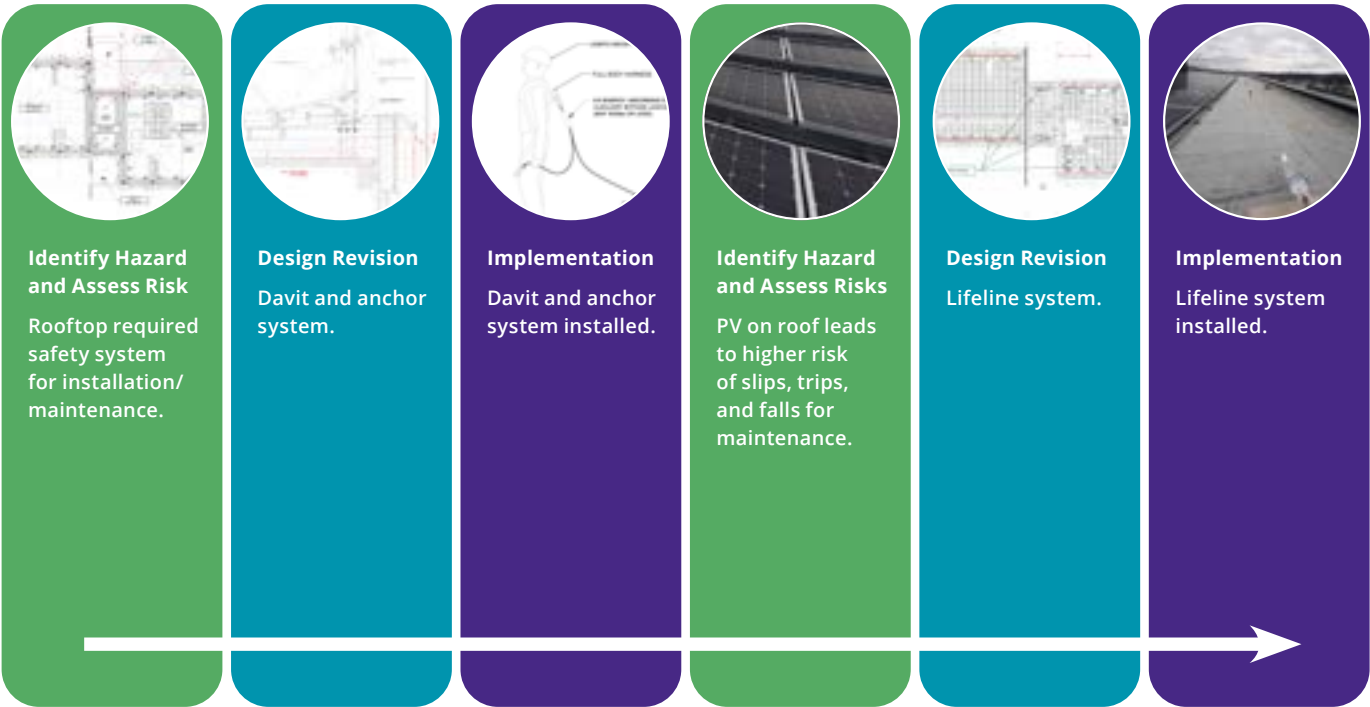 Identify Hazard
and Assess Risk
Rooftop required
safety system
for installation/
maintenance.
Design Revision
Davit and anchor
system.
Implementation
Davit and anchor
system installed.
Identify Hazard
and Assess Risks
PV on roof leads
to higher risk
of slips, trips,
and falls for
maintenance.
Design Revision
Lifeline system.
Implementation
Lifeline system
installed.